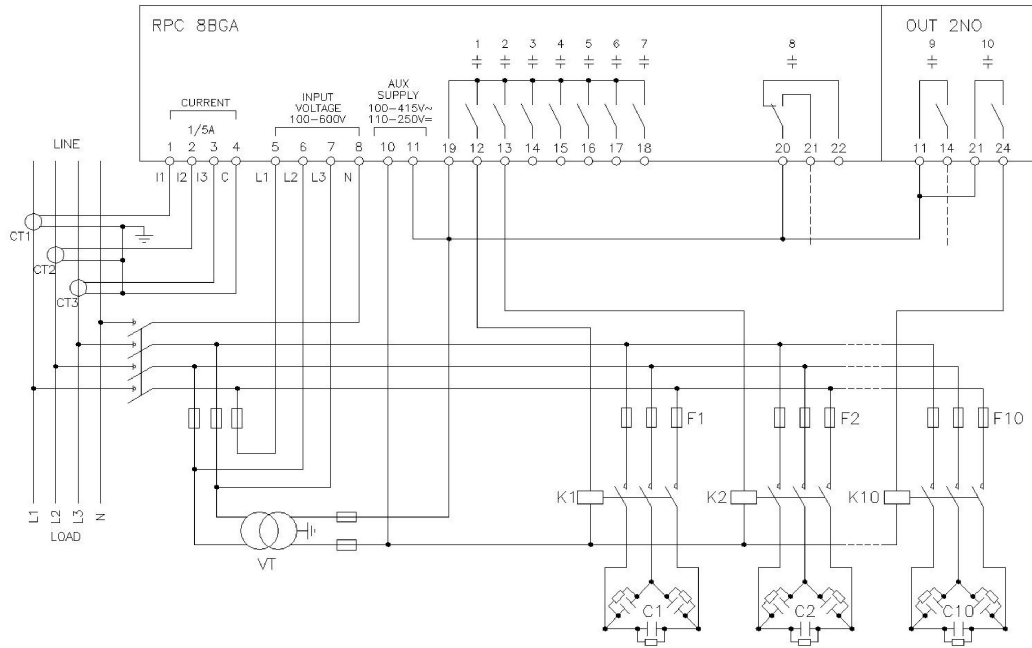 RPC 8BGA
OUT 2NO
1 2 3 4 5 6 7 8 9 10
CURRENT
1/5A
INPUT
VOLTAGE
100-600V
AUX
SUPPLY
100-415V~
110-250V=
LINE
1 2 3 4 5 6 7 8 10 11 19 12 13 14 15 16 17 18 20 21 22 11 14 21 24
I1 I2 I3 C L1 L2 L3 N
CT1
CT2
CT3
F1 F2 F10
K1 K2 K10
L1 L2 L3 N
LOAD
VT
C1 C2 C10